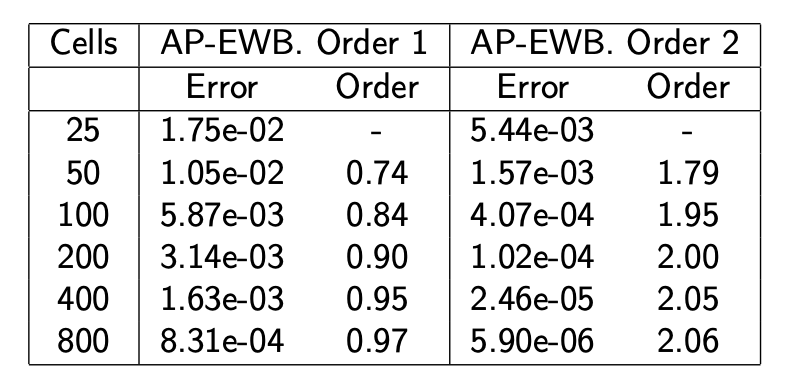 Cells AP-EWB. Order 1 AP-EWB. Order 2
Error Order Error Order
25 1.75e-02 - 5.44e-03 -
50 1.05e-02 0.74 1.57e-03 1.79
100 5.87e-03 0.84 4.07e-04 1.95
200 3.14e-03 0.90 1.02e-04 2.00
400 1.63e-03 0.95 2.46e-05 2.05
800 8.31e-04 0.97 5.90e-06 2.06